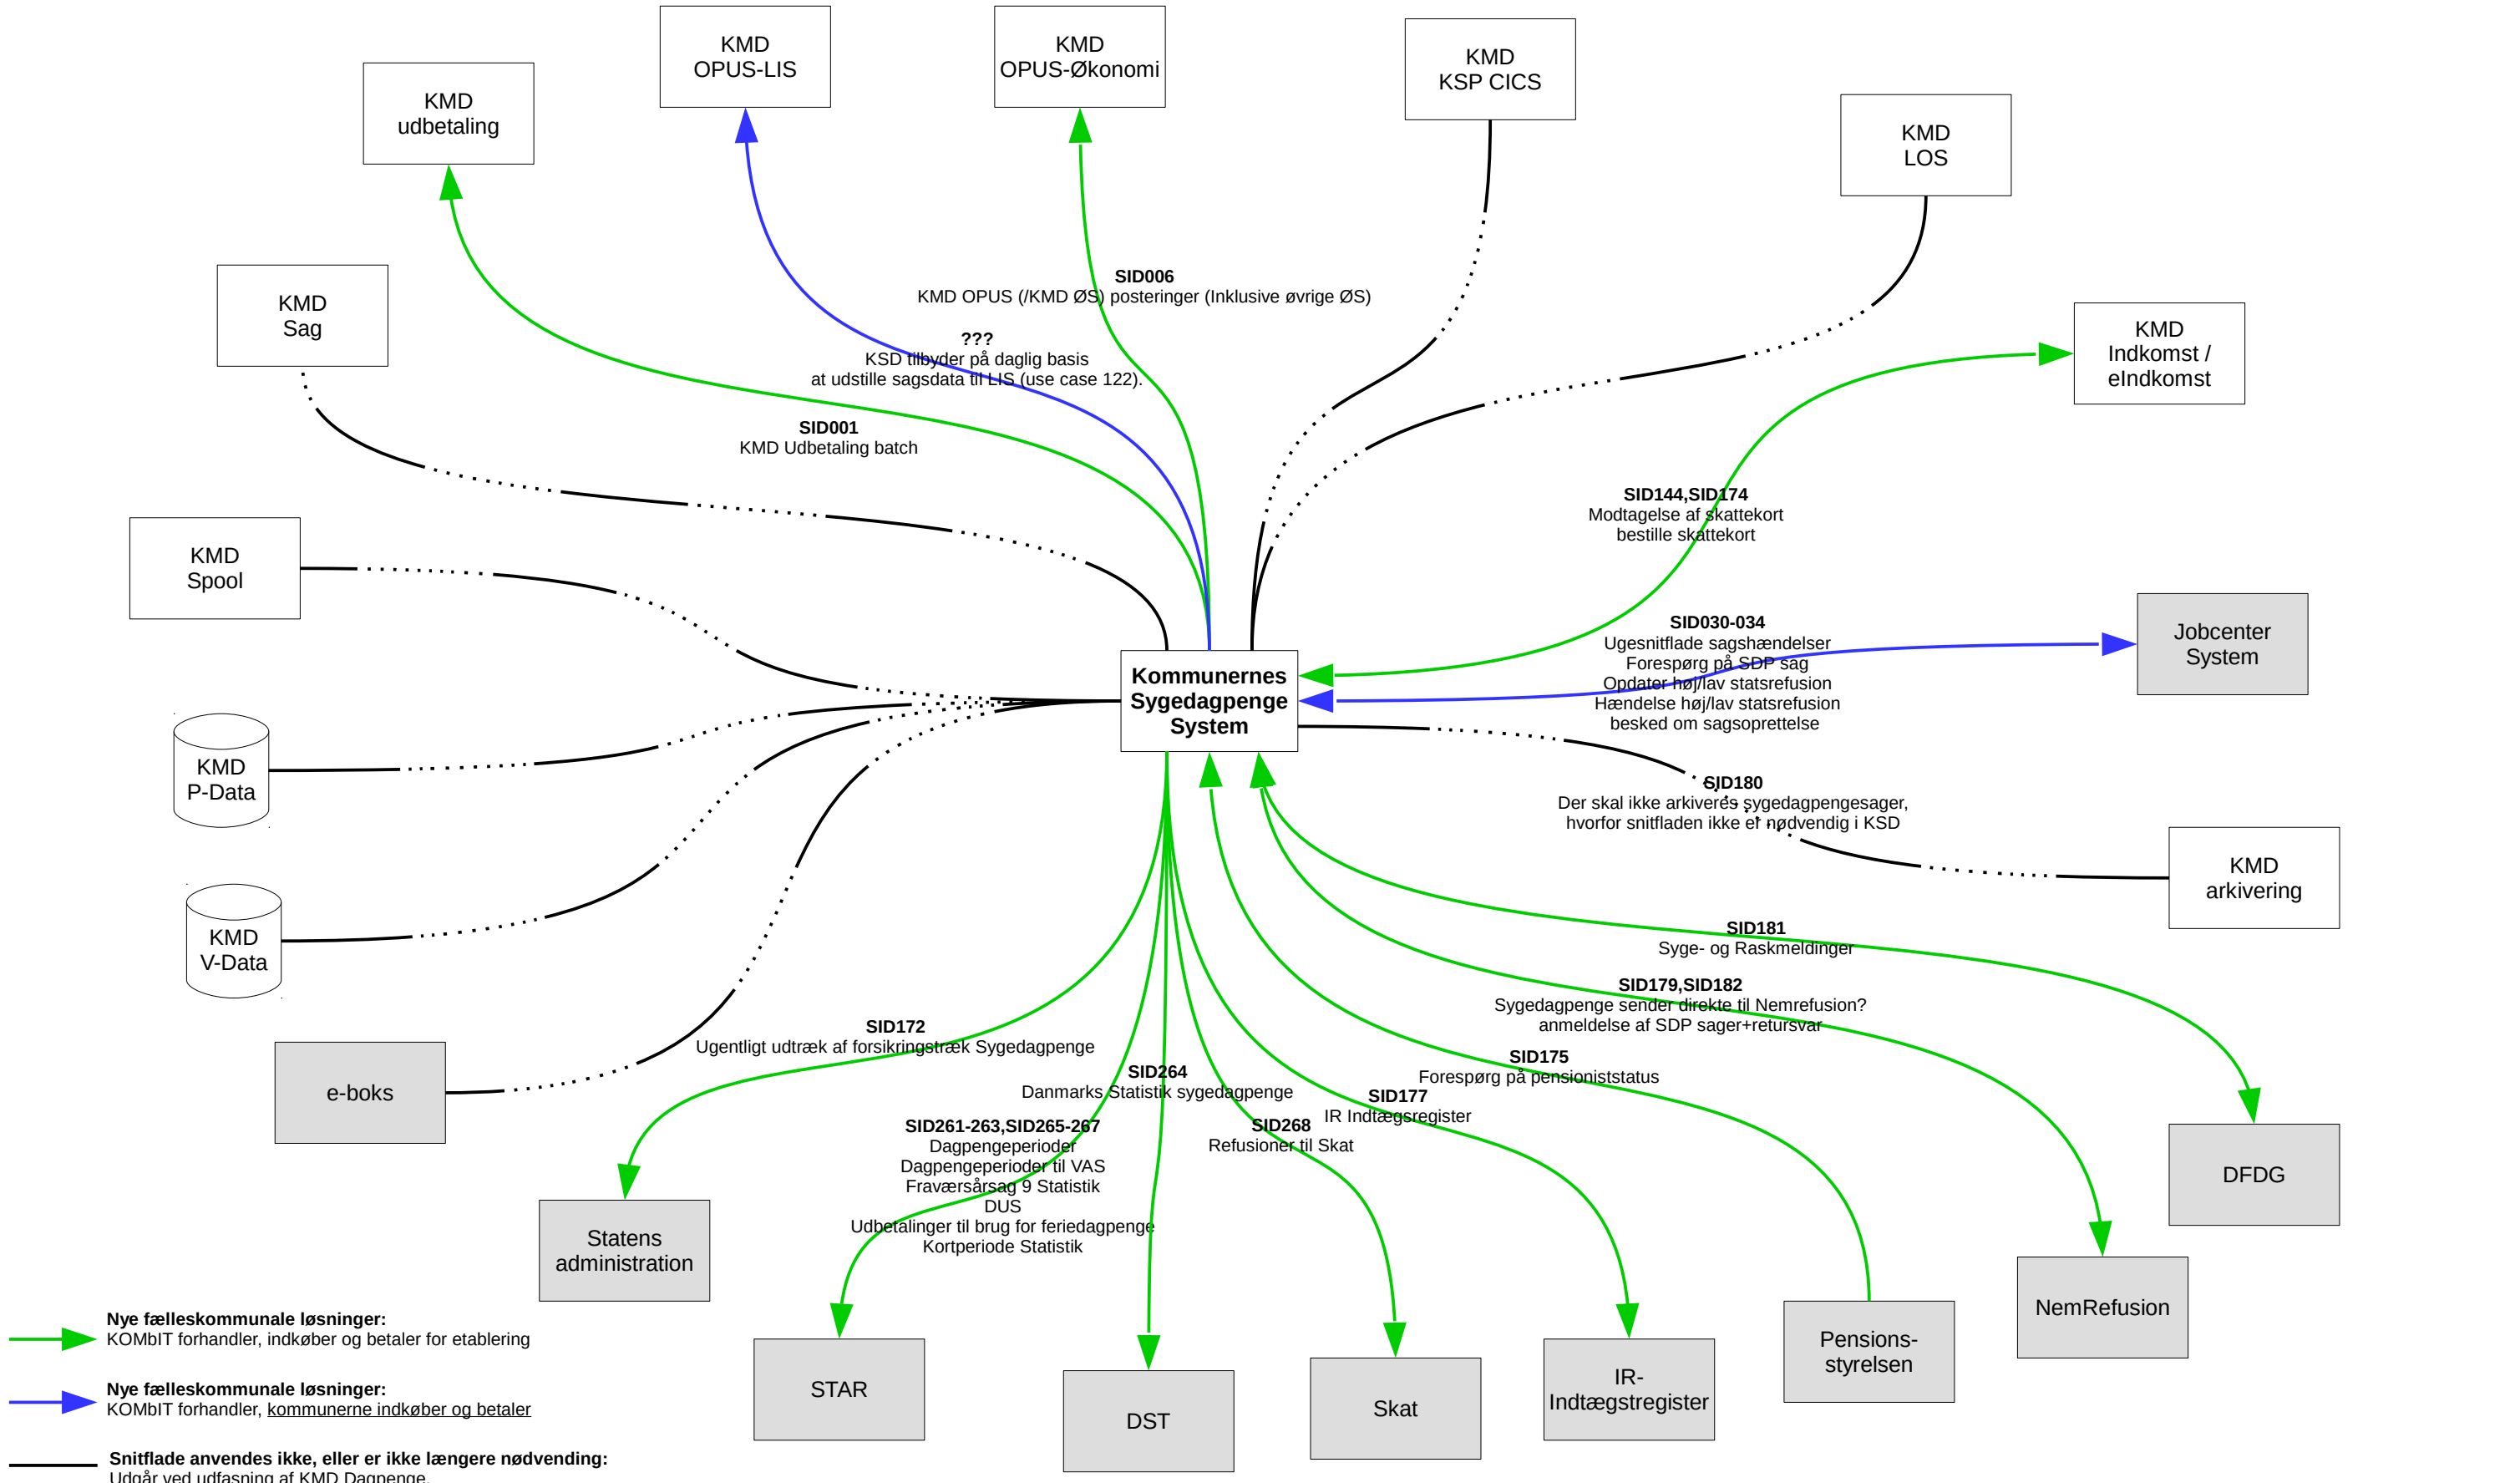 KMD
OPUS-LIS
KMD
OPUS-Økonomi
KMD
KSP CICS
KMD
udbetaling
KMD
LOS
KMD
Sag
SID006
KMD OPUS (/KMD ØS) posteringer (Inklusive øvrige ØS)
KMD
Indkomst /
eIndkomst
???
KSD tilbyder på daglig basis
at udstille sagsdata til LIS (use case 122).
SID001
KMD Udbetaling batch
SID144,SID174
Modtagelse af skattekort
bestille skattekort
KMD
Spool
SID030-034
Ugesnitflade sagshændelser
Forespørg på SDP sag
Opdater høj/lav statsrefusion
Hændelse høj/lav statsrefusion
besked om sagsoprettelse
Jobcenter
System
Kommunernes
Sygedagpenge
System
KMD
P-Data
SID180
Der skal ikke arkiveres sygedagpengesager,
hvorfor snitfladen ikke er nødvendig i KSD
KMD
arkivering
KMD
V-Data
SID181
Syge- og Raskmeldinger
SID179,SID182
Sygedagpenge sender direkte til Nemrefusion?
anmeldelse af SDP sager+retursvar
SID172
Ugentligt udtræk af forsikringstræk Sygedagpenge
SID175
Forespørg på pensioniststatus
e-boks
SID264
Danmarks Statistik sygedagpenge
SID177
IR Indtægsregister
SID261-263,SID265-267
Dagpengeperioder
Dagpengeperioder til VAS
Fraværsårsag 9 Statistik
DUS
Udbetalinger til brug for feriedagpenge
Kortperiode Statistik
SID268
Refusioner til Skat
DFDG
Statens
administration
NemRefusion
Pensions-
styrelsen
STAR
DST
Skat
IR-
Indtægstregister
Nye fælleskommunale løsninger:
KOMbIT forhandler, indkøber og betaler for etablering
Nye fælleskommunale løsninger:
KOMbIT forhandler, kommunerne indkøber og betaler
Snitflade anvendes ikke, eller er ikke længere nødvending:
Udgår ved udfasning af KMD Dagpenge.